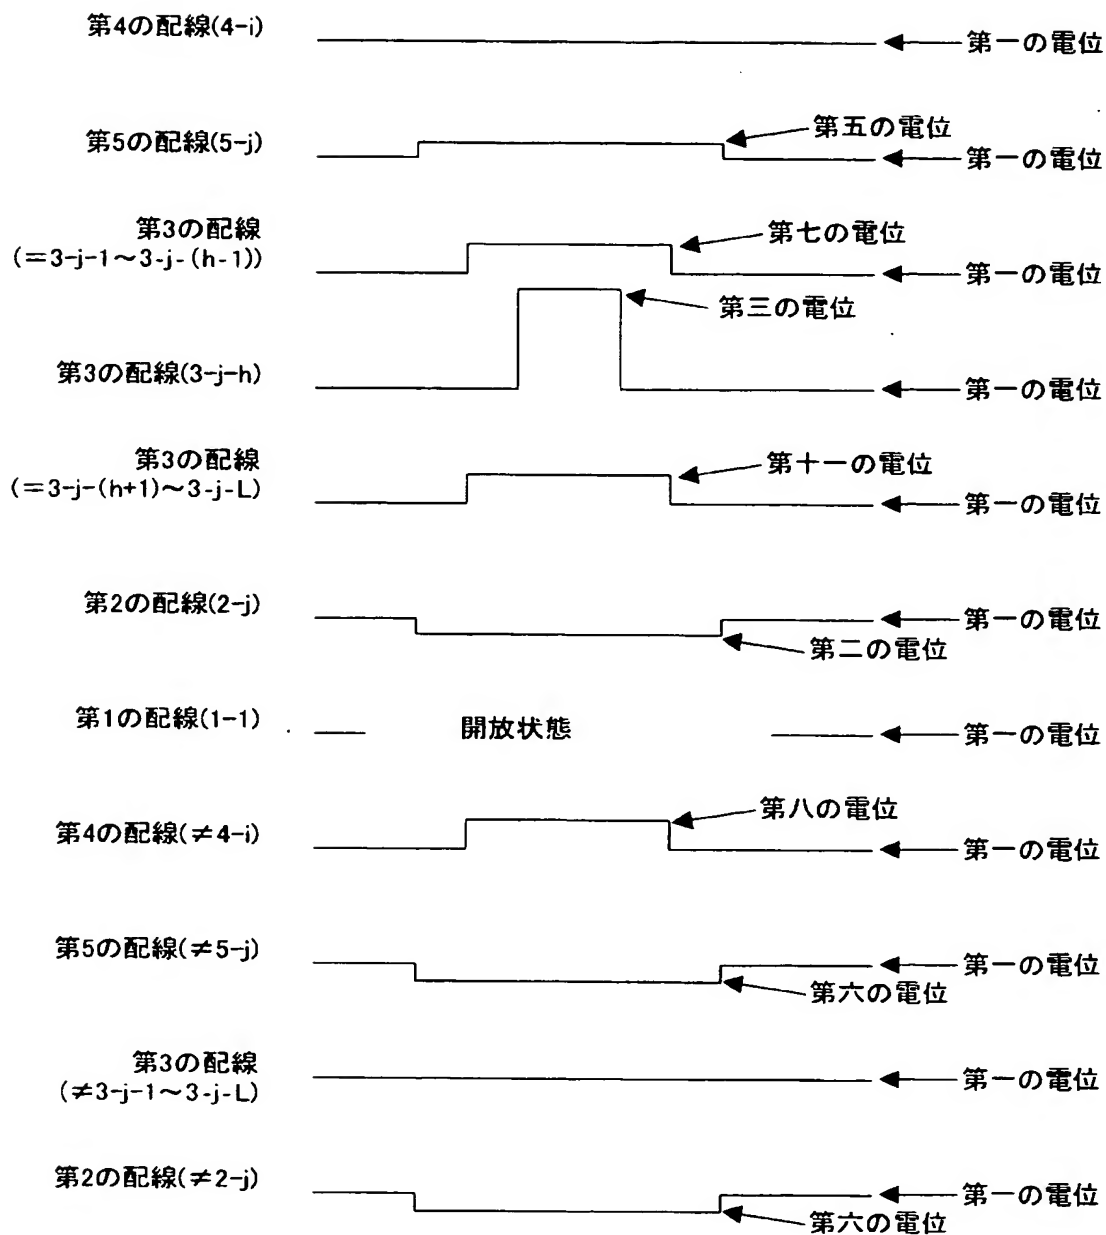 第4の配線(4-i)
第一の電位
第5の配線(5-j)
第五の電位
第一の電位
第3の配線
(=3-j-1～3-j-(h-1))
第七の電位
第一の電位
第三の電位
第3の配線(3-j-h)
第一の電位
第3の配線
(=3-j-(h+1)～3-j-L)
第十一の電位
第一の電位
第2の配線(2-j)
第一の電位
第二の電位
第1の配線(1-1)
開放状態
第一の電位
第4の配線(≠4-i)
第八の電位
第一の電位
第5の配線(≠5-j)
第一の電位
第六の電位
第3の配線
(≠3-j-1～3-j-L)
第一の電位
第2の配線(≠2-j)
第一の電位
第六の電位